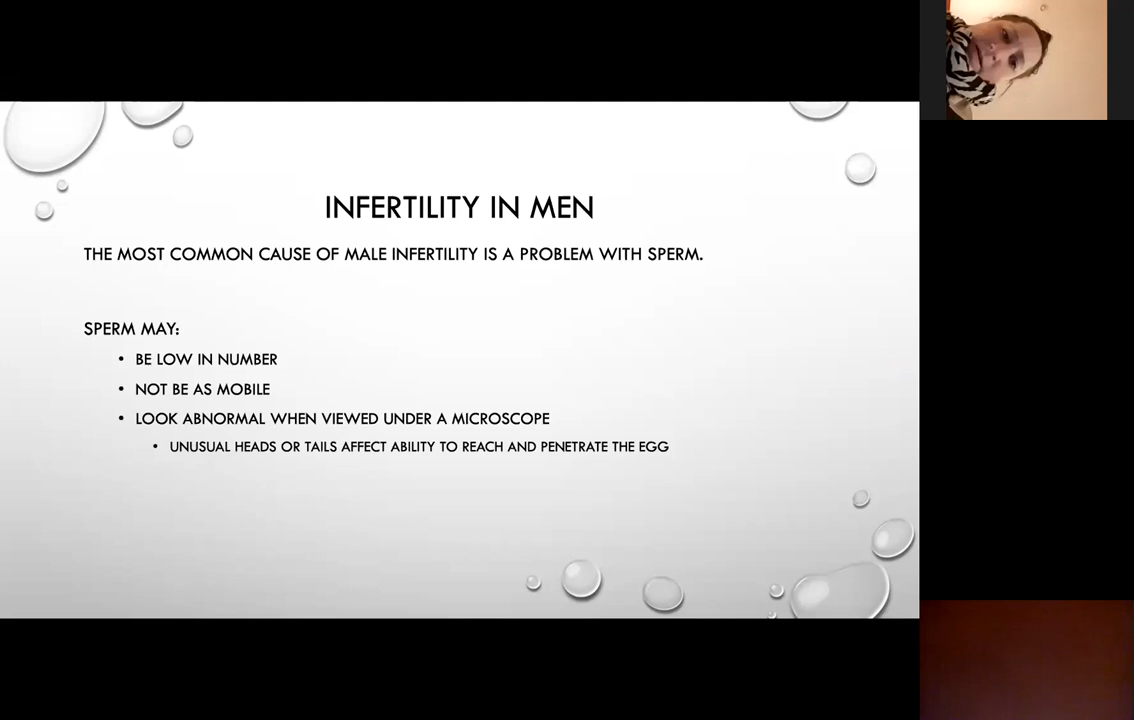 INFERTILITY IN MEN
THE MOST COMMON CAUSE OF MALE INFERTILITY IS A PROBLEM WITH SPERM.
SPERM MAY:
• BE LOW IN NUMBER
• NOT BE AS MOBILE
• LOOK ABNORMAL WHEN VIEWED UNDER A MICROSCOPE
• UNUSUAL HEADS OR TAILS AFFECT ABILITY TO REACH AND PENETRATE THE EGG